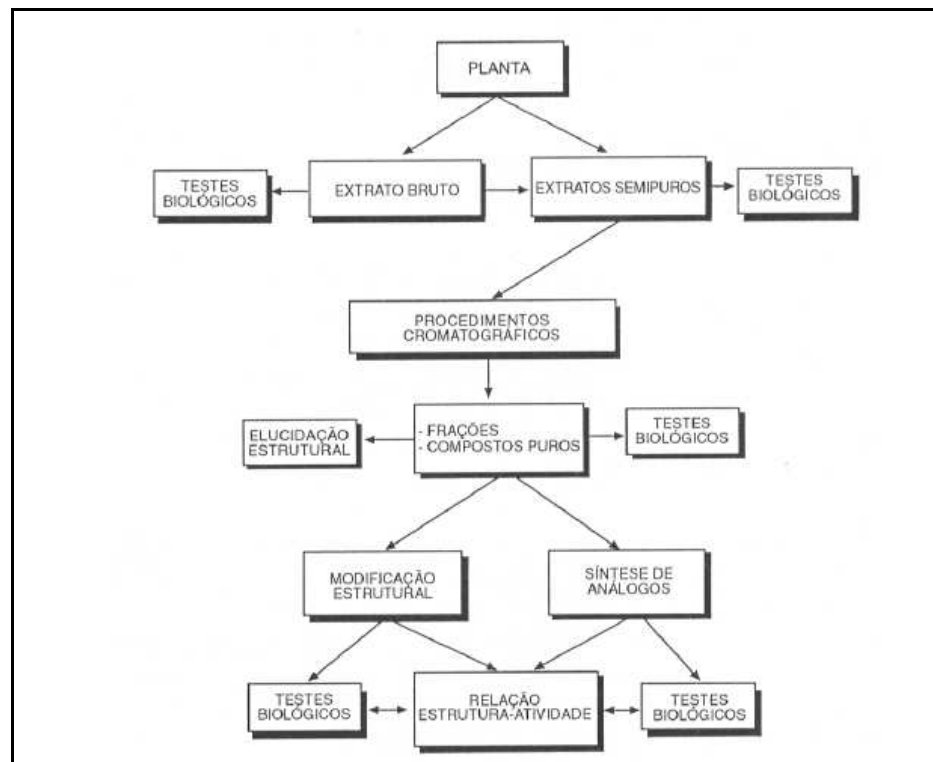 PLANTA
TESTES
BIOLÓGICOS
EXTRATO BRUTO
EXTRATOS SEMIPUROS
TESTES
BIOLÓGICOS
PROCEDIMENTOS
CROMATOGRÁFICOS
ELUCIDAÇÃO
ESTRUTURAL
- FRAÇÕES
- COMPOSTOS PUROS
TESTES
BIOLÓGICOS
MODIFICAÇÃO
ESTRUTURAL
SÍNTESE DE
ANÁLOGOS
TESTES
BIOLÓGICOS
RELAÇÃO
ESTRUTURA-ATIVIDADE
TESTES
BIOLÓGICOS